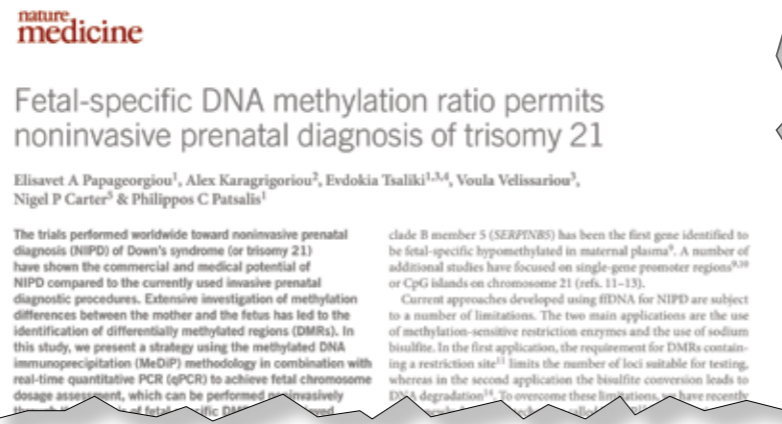 nature
medicine
Fetal-specific DNA methylation ratio permits
noninvasive prenatal diagnosis of trisomy 21
Elisavet A Papageorgiou1, Alex Karagrigoriou2, Evdokia Tsaliki1,3,4, Voula Velissariou3,
Nigel P Carter5 & Philippos C Patsalis1
The trials performed worldwide toward noninvasive prenatal
diagnosis (NIPD) of Down's syndrome (or trisomy 21)
have shown the commercial and medical potential of
NIPD compared to the currently used invasive prenatal
diagnostic procedures. Extensive investigation of methylation
differences between the mother and the fetus has led to the
identification of differentially methylated regions (DMRs). In
this study, we present a strategy using the methylated DNA
immunoprecipitation (MeDiP) methodology in combination with
real-time quantitative PCR (qPCR) to achieve fetal chromosome
dosage assessment, which can be performed noninvasively
of fetal
clade B member 5 (SERPINB5) has been the first gene identified to
be fetal-specific hypomethylated in maternal plasma9. A number of
additional studies have focused on single-gene promoter regions9,10
or CpG islands on chromosome 21 (refs. 11–13).
Current approaches developed using ffDNA for NIPD are subject
to a number of limitations. The two main applications are the use
of methylation-sensitive restriction enzymes and the use of sodium
bisulfite. In the first application, the requirement for DMRs contain-
ing a restriction site11 limits the number of loci suitable for testing,
whereas in the second application the bisulfite conversion leads to
DNA degradation14. To overcome these limitations, we have recently